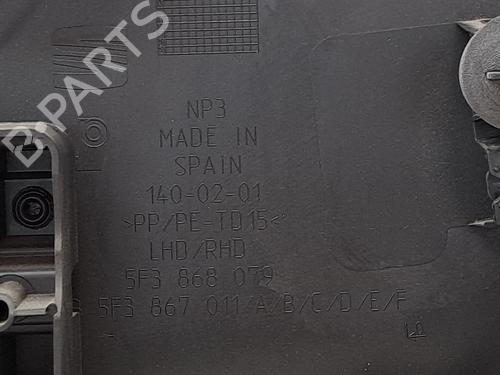 B-PARTS
NP3
MADE IN
SPAIN
140-02-01
>PP/PE-TD15<
LHD/RHD
5F3 868 079
5F3 867 011/A/B/C/D/E/F